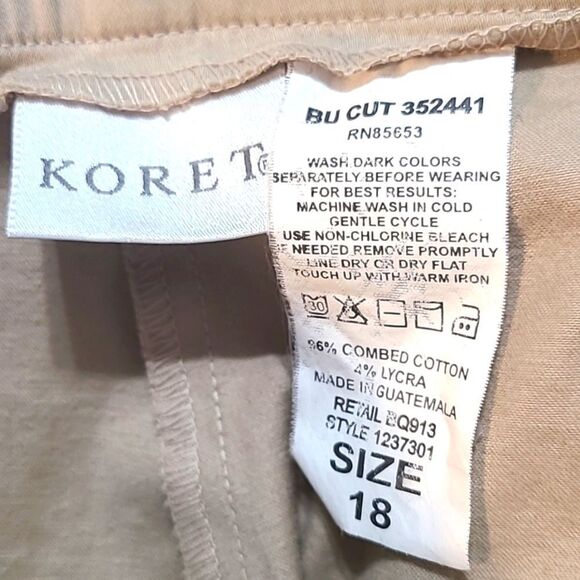 KORET®
BU CUT 352441
RN85653
WASH DARK COLORS
SEPARATELY BEFORE WEARING
FOR BEST RESULTS:
MACHINE WASH IN COLD
GENTLE CYCLE
USE NON-CHLORINE BLEACH
IF NEEDED REMOVE PROMPTLY
LINE DRY OR DRY FLAT
TOUCH UP WITH WARM IRON
30
96% COMBED COTTON
4% LYCRA
MADE IN GUATEMALA
RETAIL BQ913
STYLE 1237301
SIZE
18